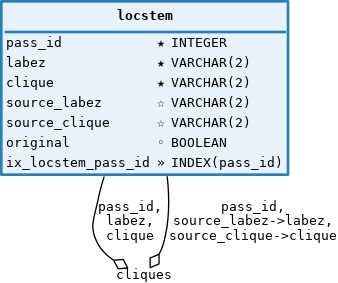 locstem
pass_id ★ INTEGER
labez ★ VARCHAR(2)
clique ★ VARCHAR(2)
source_labez ☆ VARCHAR(2)
source_clique ☆ VARCHAR(2)
original ◦ BOOLEAN
ix_locstem_pass_id » INDEX(pass_id)
pass_id,
labez,
clique
pass_id,
source_labez->labez,
source_clique->clique
cliques